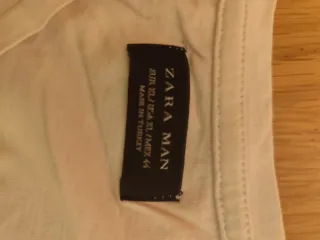 ZARA MAN
EUR XL / USA XL / MEX 44
MADE IN TURKEY